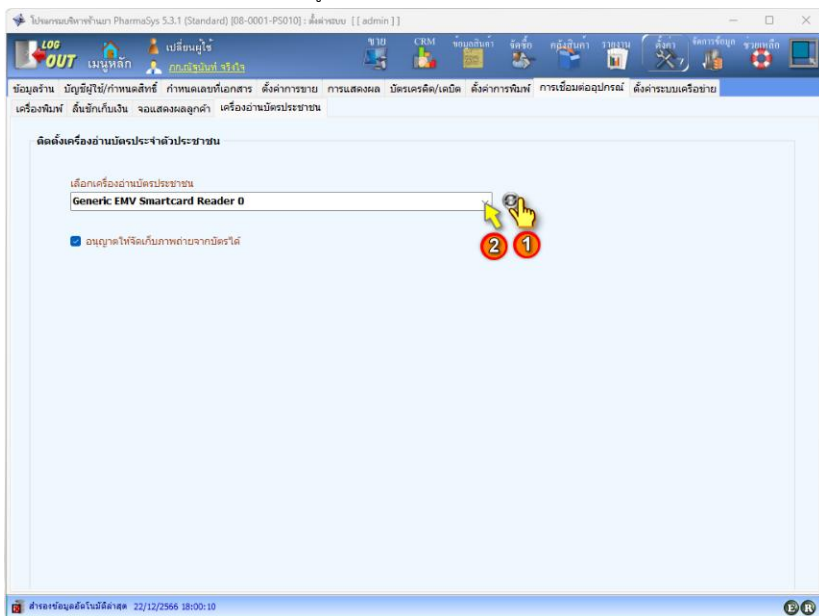 โปรแกรมบริหารร้านยา PharmaSys 5.3.1 (Standard) [08-0001-PS010] : ตั้งค่าระบบ [ [ admin ] ]
LOG OUT เมนูหลัก เปลี่ยนผู้ใช้ ขาย CRM ข้อมูลสินค้า จัดซื้อ คลังสินค้า รายงาน ตั้งค่า จัดการข้อมูล ช่วยเหลือ
ข้อมูลร้าน บัญชีผู้ใช้/กำหนดสิทธิ์ กำหนดเลขที่เอกสาร ตั้งค่าการขาย การแสดงผล บัตรเครดิต/เดบิต ตั้งค่าการพิมพ์ การเชื่อมต่ออุปกรณ์ ตั้งค่าระบบเครือข่าย
เครื่องพิมพ์ ลิ้นชักเก็บเงิน จอแสดงผลลูกค้า เครื่องอ่านบัตรประชาชน
ติดตั้งเครื่องอ่านบัตรประจำตัวประชาชน
เลือกเครื่องอ่านบัตรประชาชน
Generic EMV Smartcard Reader 0
อนุญาตให้จัดเก็บภาพถ่ายจากบัตรได้
2 1
สำรองข้อมูลอัตโนมัติล่าสุด 22/12/2566 18:00:10 E R